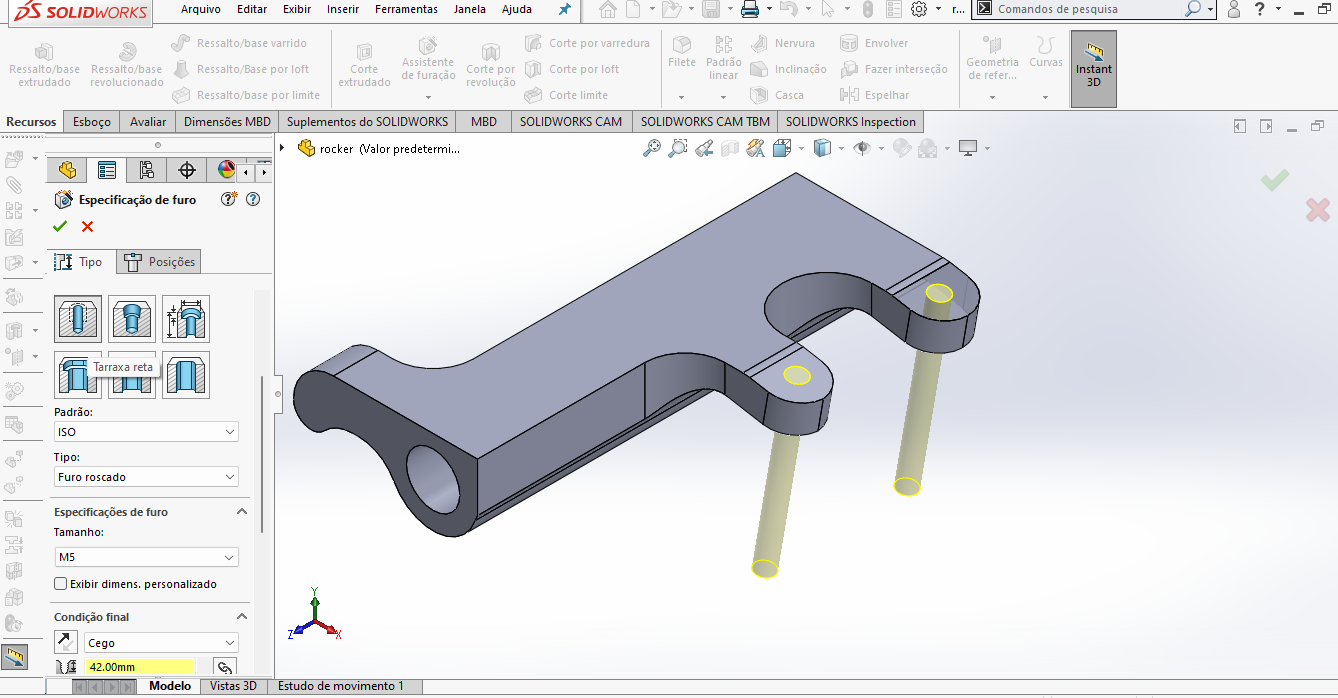 SOLIDWORKS
Arquivo Editar Exibir Inserir Ferramentas Janela Ajuda
r...
Comandos de pesquisa
Ressalto/base extrudado
Ressalto/base revolucionado
Ressalto/base varrido
Ressalto/Base por loft
Ressalto/base por limite
Corte extrudado
Assistente de furação
Corte por revolução
Corte por varredura
Corte por loft
Corte limite
Filete
Padrão linear
Nervura
Inclinação
Casca
Envolver
Fazer interseção
Espelhar
Geometria de refer...
Curvas
Instant 3D
Recursos Esboço Avaliar Dimensões MBD Suplementos do SOLIDWORKS MBD SOLIDWORKS CAM SOLIDWORKS CAM TBM SOLIDWORKS Inspection
rocker (Valor predetermi...
Especificação de furo
Tipo Posições
Tarraxa reta
Padrão:
ISO
Tipo:
Furo roscado
Especificações de furo
Tamanho:
M5
Exibir dimens. personalizado
Condição final
Cego
42.00mm
Y
Z X
Modelo Vistas 3D Estudo de movimento 1